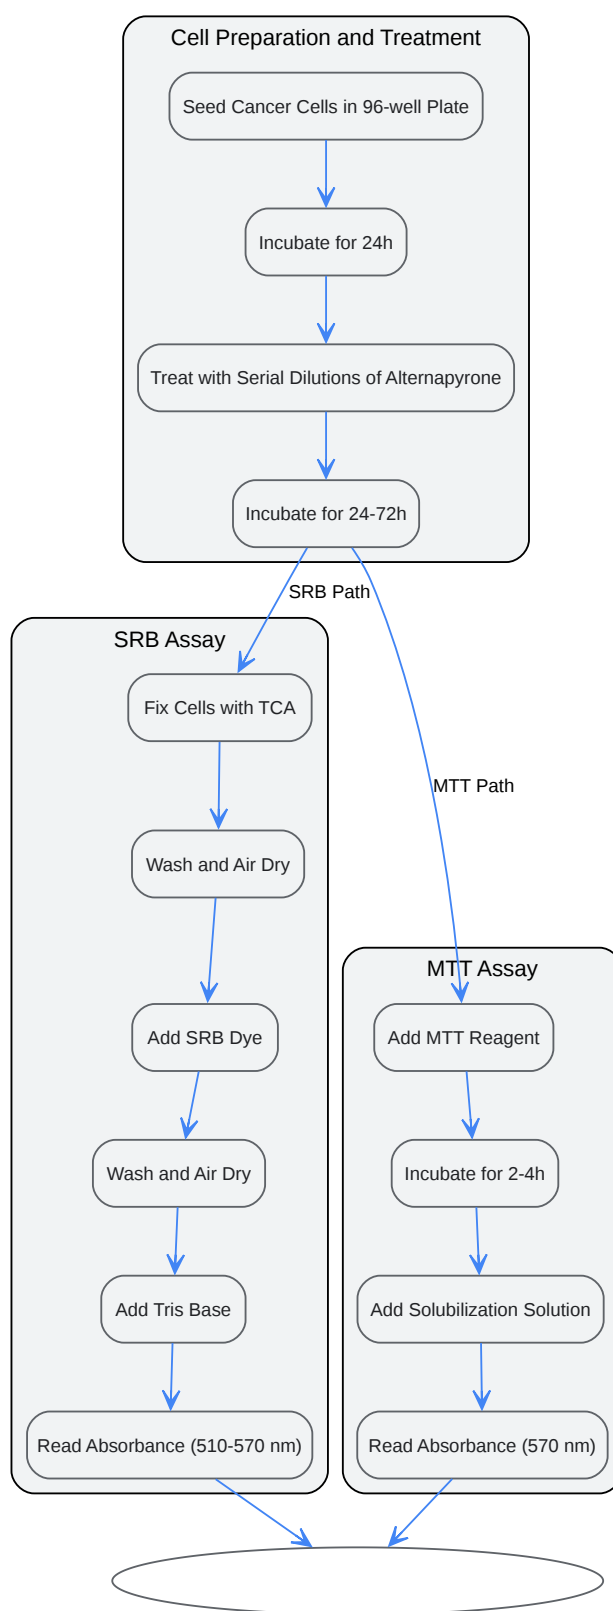 Cell Preparation and Treatment
Seed Cancer Cells in 96-well Plate
Incubate for 24h
Treat with Serial Dilutions of Alternapyrone
Incubate for 24-72h
SRB Path
SRB Assay
Fix Cells with TCA
MTT Path
Wash and Air Dry
MTT Assay
Add SRB Dye
Add MTT Reagent
Wash and Air Dry
Incubate for 2-4h
Add Tris Base
Add Solubilization Solution
Read Absorbance (510-570 nm)
Read Absorbance (570 nm)